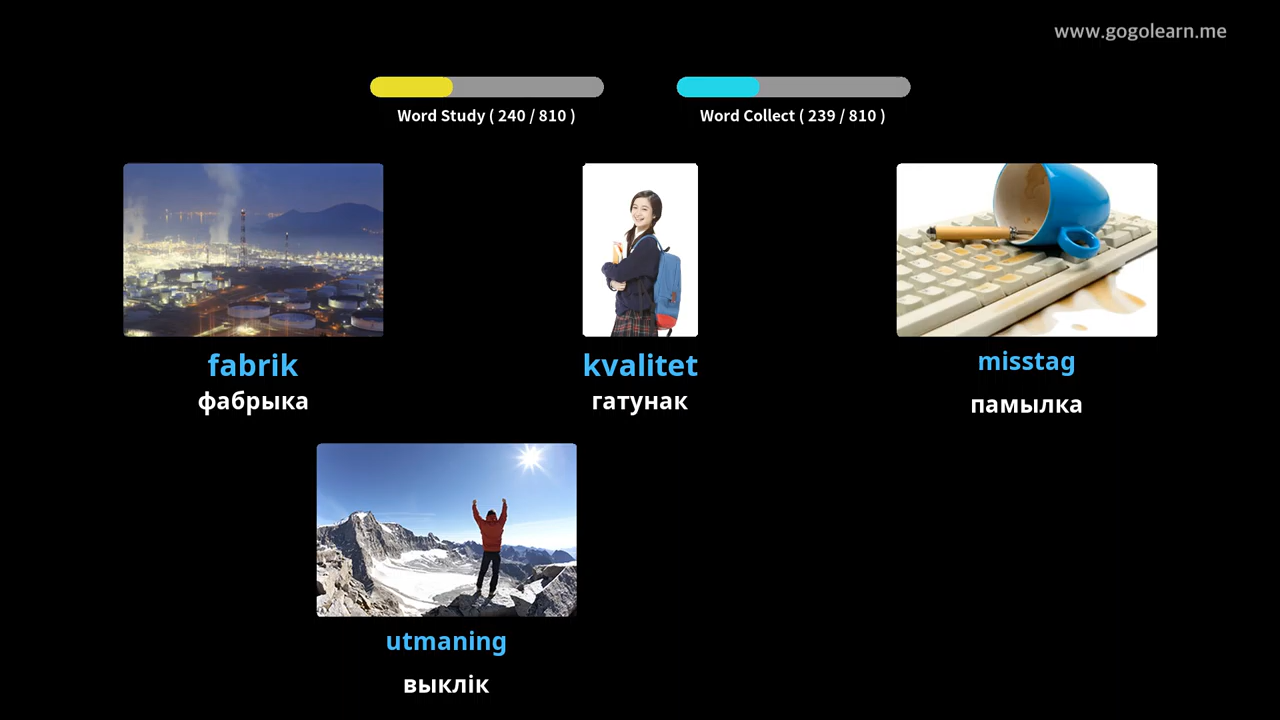 www.gogolearn.me
Word Study ( 240 / 810 )
Word Collect ( 239 / 810 )
fabrik
фабрыка
kvalitet
гатунак
misstag
памылка
utmaning
выклік